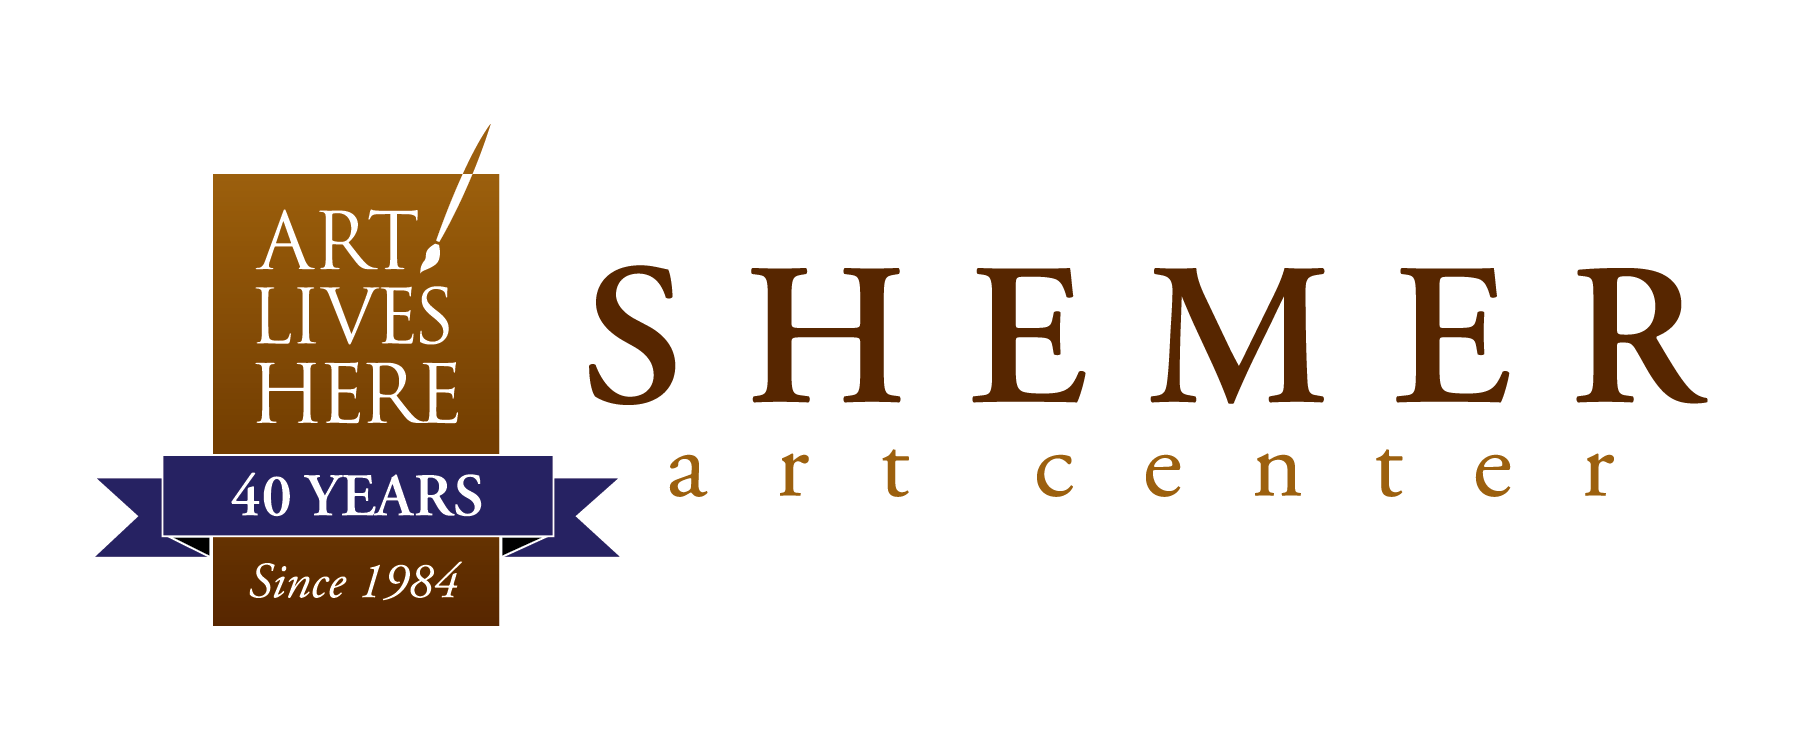 ART
LIVES
HERE
40 YEARS
Since 1984
SHEMER
art center